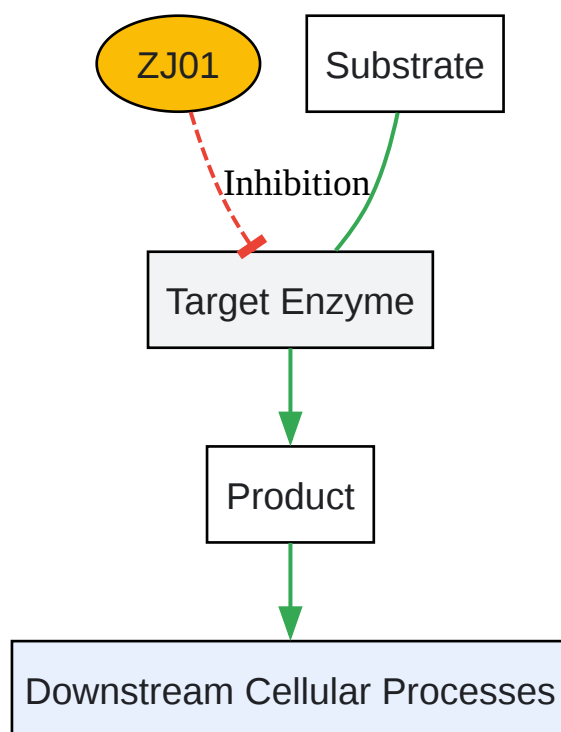 ZJ01
Substrate
Inhibition
Target Enzyme
Product
Downstream Cellular Processes